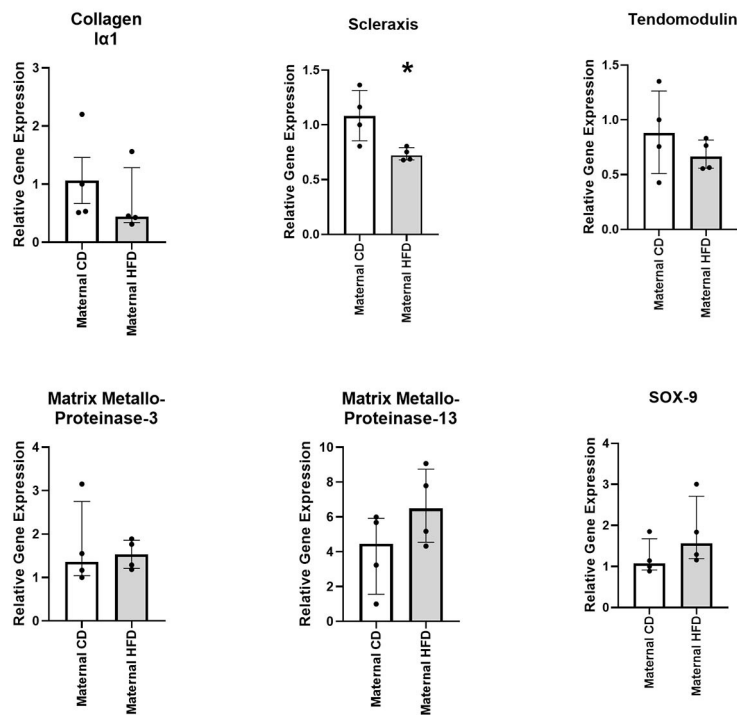 Collagen
Iα1
Relative Gene Expression
3
2
1
0
Maternal CD
Maternal HFD
Scleraxis
*
Relative Gene Expression
1.5
1.0
0.5
0.0
Maternal CD
Maternal HFD
Tendomodulin
Relative Gene Expression
1.5
1.0
0.5
0.0
Maternal CD
Maternal HFD
Matrix Metallo-
Proteinase-3
Relative Gene Expression
4
3
2
1
0
Maternal CD
Maternal HFD
Matrix Metallo-
Proteinase-13
Relative Gene Expression
10
8
6
4
2
0
Maternal CD
Maternal HFD
SOX-9
Relative Gene Expression
4
3
2
1
0
Maternal CD
Maternal HFD